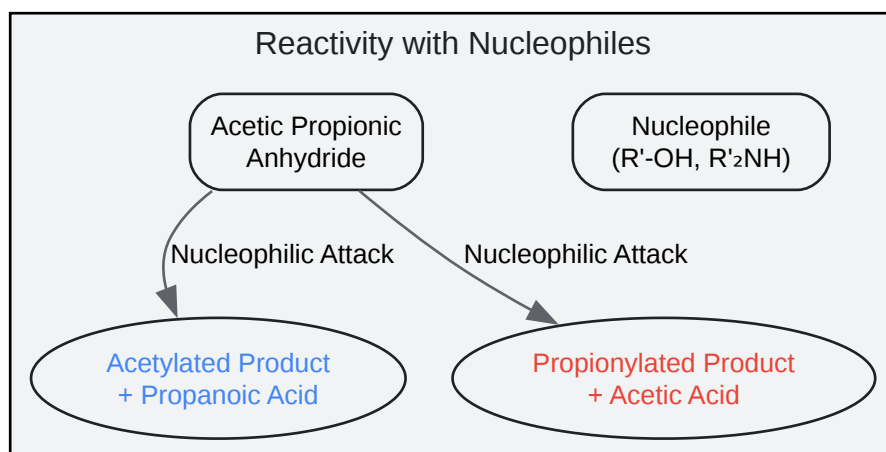 Reactivity with Nucleophiles
Acetic Propionic
Anhydride
Nucleophile
(R'-OH, R'₂NH)
Nucleophilic Attack
Nucleophilic Attack
Acetylated Product
+ Propanoic Acid
Propionylated Product
+ Acetic Acid